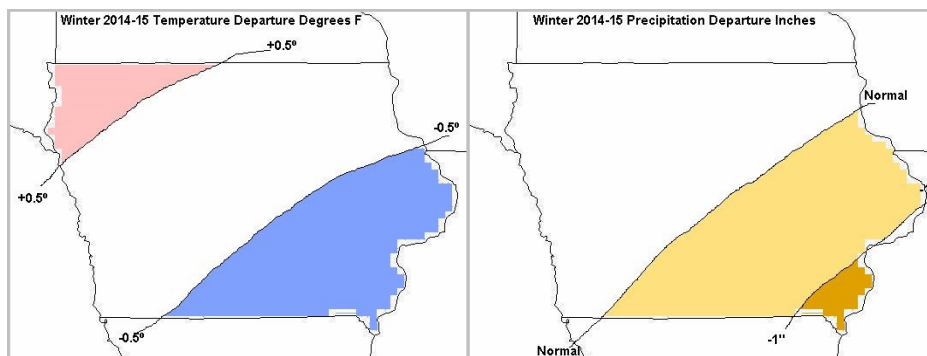 Winter 2014-15 Temperature Departure Degrees F
+0.5º
-0.5º
+0.5º
-0.5º
Winter 2014-15 Precipitation Departure Inches
Normal
-1"
Normal